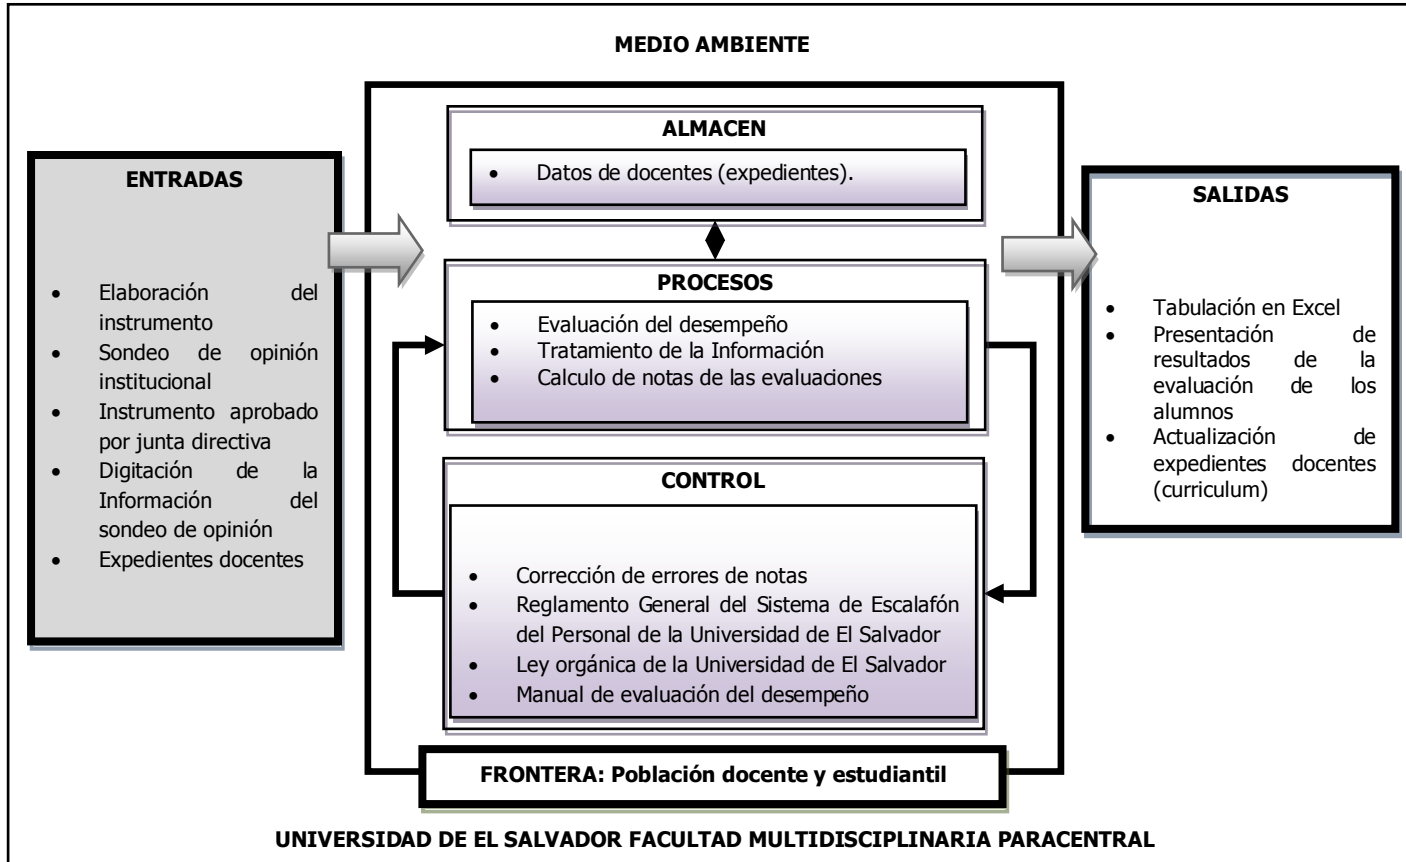 MEDIO AMBIENTE
ENTRADAS
• Elaboración del
instrumento
• Sondeo de opinión
institucional
• Instrumento aprobado
por junta directiva
• Digitación de la
Información del
sondeo de opinión
• Expedientes docentes
ALMACEN
• Datos de docentes (expedientes).
PROCESOS
• Evaluación del desempeño
• Tratamiento de la Información
• Calculo de notas de las evaluaciones
CONTROL
• Corrección de errores de notas
• Reglamento General del Sistema de Escalafón
del Personal de la Universidad de El Salvador
• Ley orgánica de la Universidad de El Salvador
• Manual de evaluación del desempeño
SALIDAS
• Tabulación en Excel
• Presentación de
resultados de la
evaluación de los
alumnos
• Actualización de
expedientes docentes
(curriculum)
FRONTERA: Población docente y estudiantil
UNIVERSIDAD DE EL SALVADOR FACULTAD MULTIDISCIPLINARIA PARACENTRAL